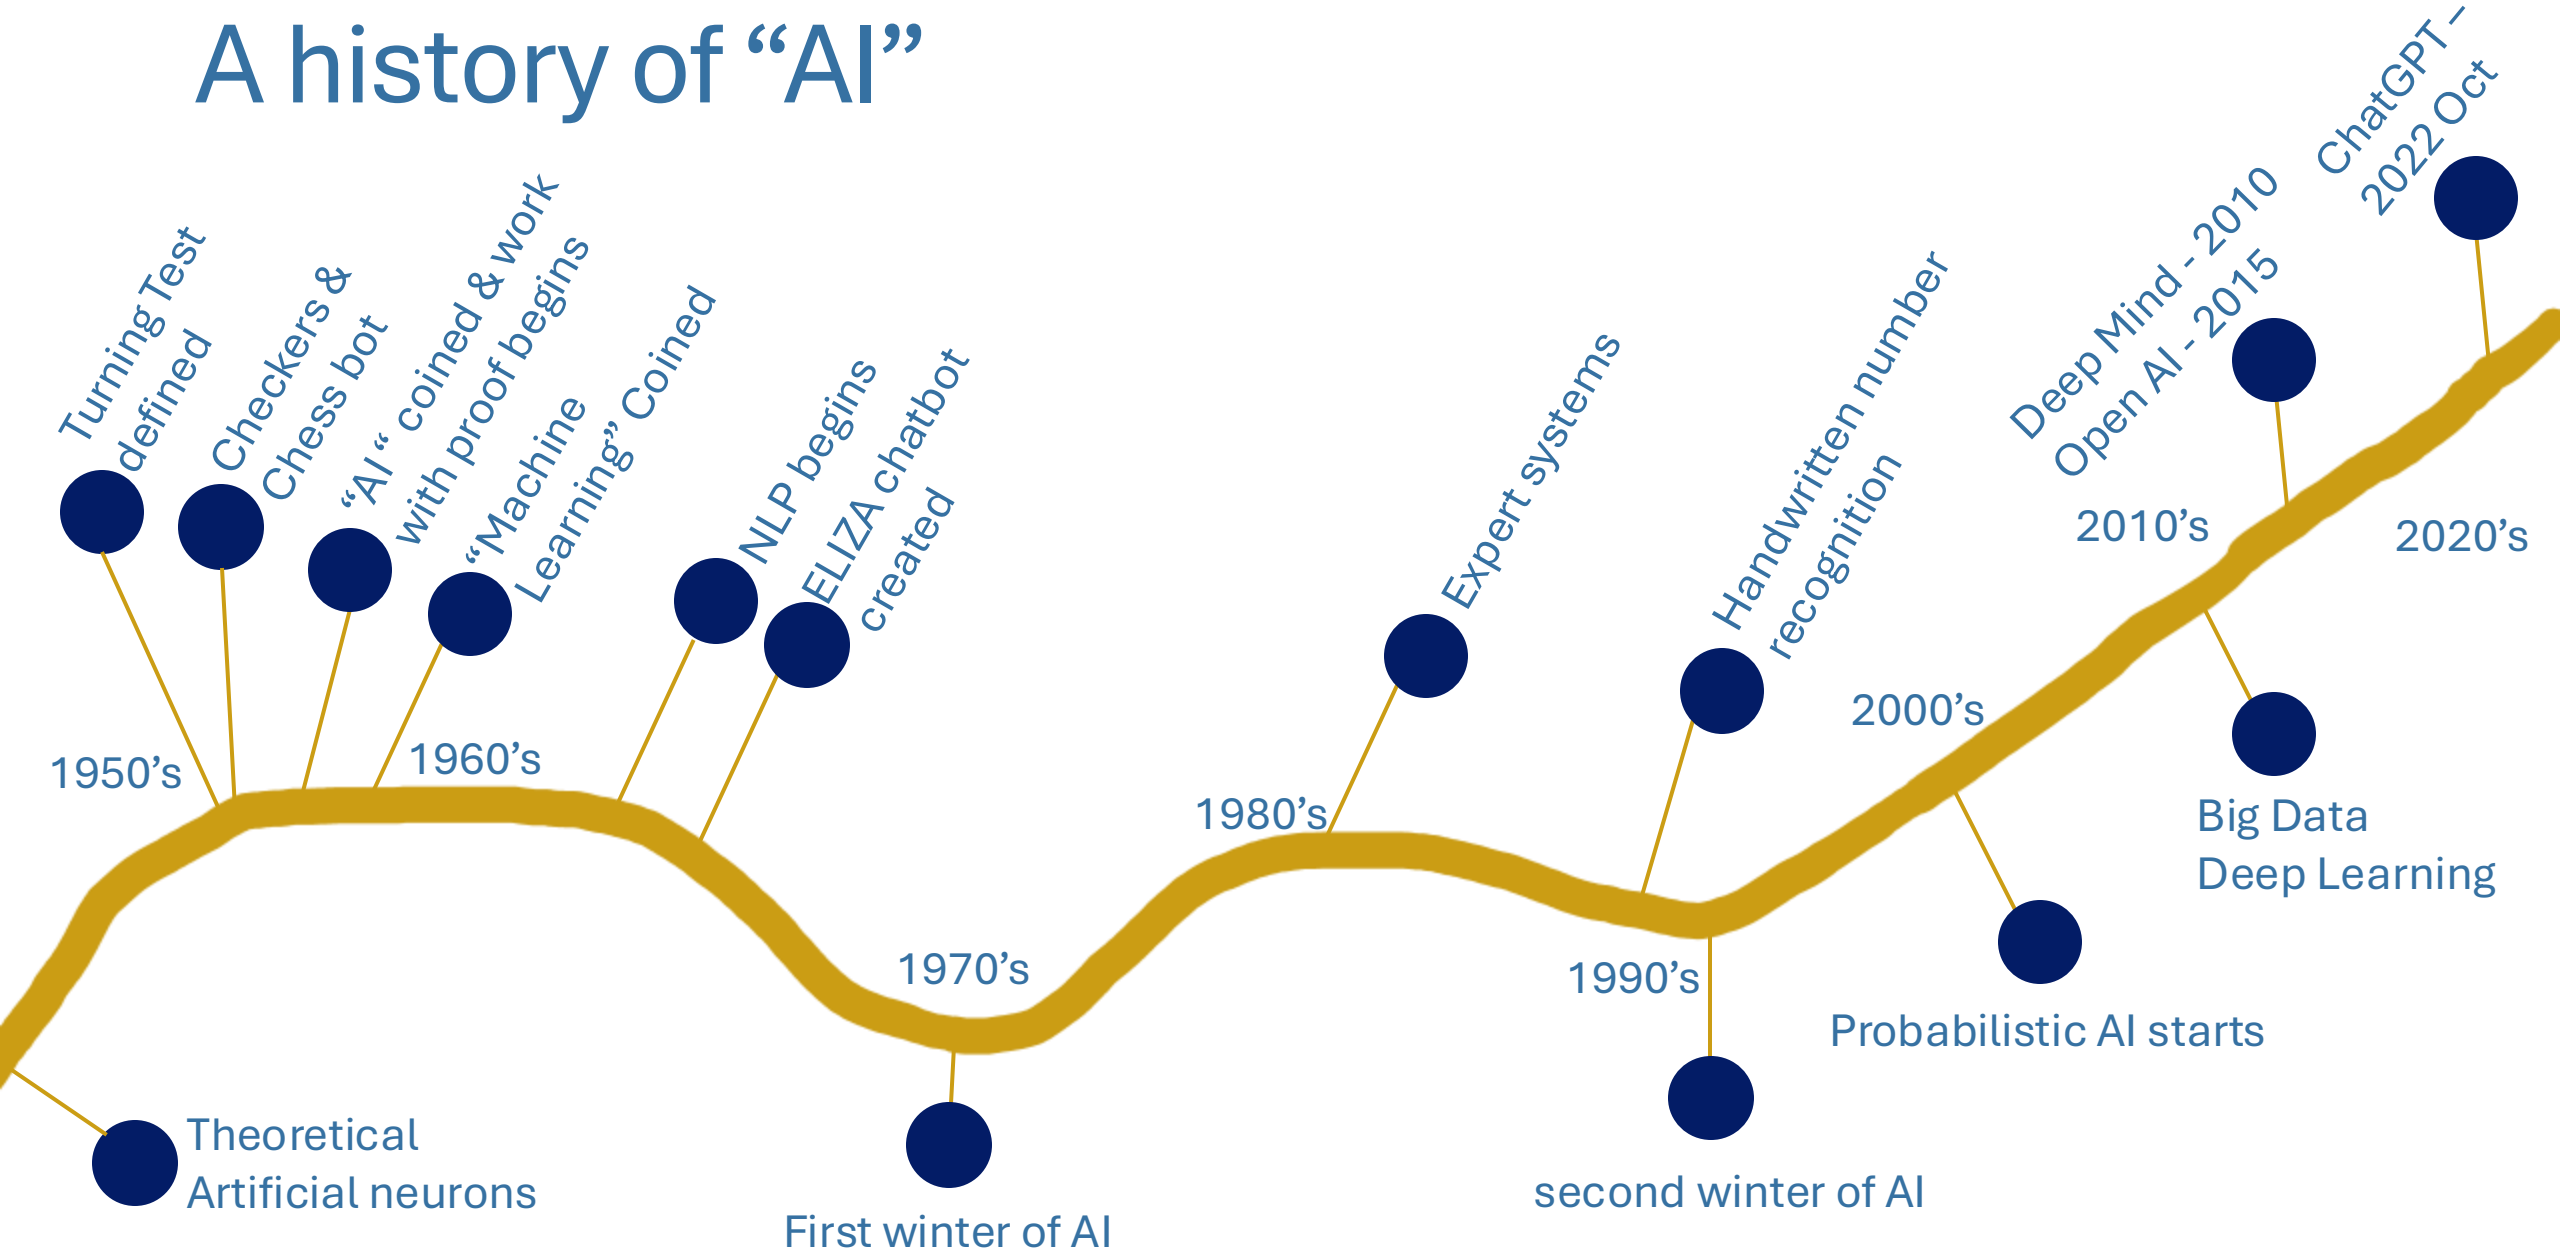 A history of “AI”
Turning Test
defined
Checkers &
Chess bot
“AI“ coined & work
with proof begins
“Machine
Learning” Coined
NLP begins
ELIZA chatbot
created
Expert systems
Handwritten number
recognition
Deep Mind - 2010
Open AI - 2015
ChatGPT –
2022 Oct
1950’s
1960’s
1970’s
1980’s
1990’s
2000’s
2010’s
2020’s
Theoretical
Artificial neurons
First winter of AI
second winter of AI
Probabilistic AI starts
Big Data
Deep Learning